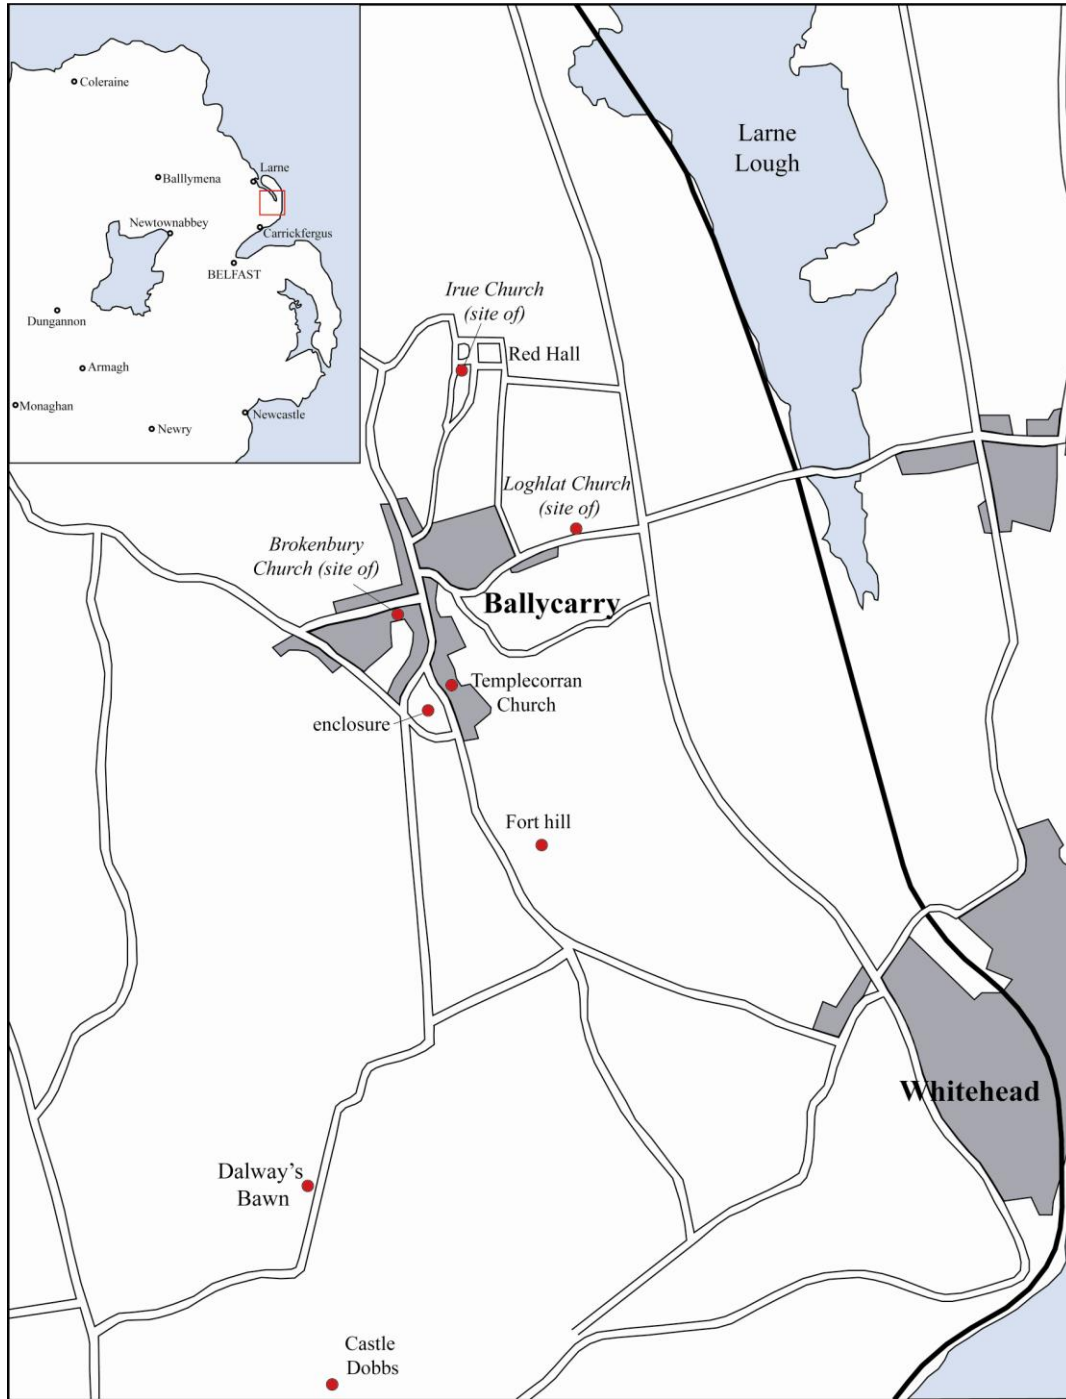 Coleraine
Larne
Balllymena
Newtownabbey
Carrickfergus
BELFAST
Dungannon
Armagh
Monaghan
Newcastle
Newry
Larne
Lough
Irue Church
(site of)
Red Hall
Loghlat Church
(site of)
Brokenbury
Church (site of)
Ballycarry
Templecorran
Church
enclosure
Fort hill
Whitehead
Dalway's
Bawn
Castle
Dobbs